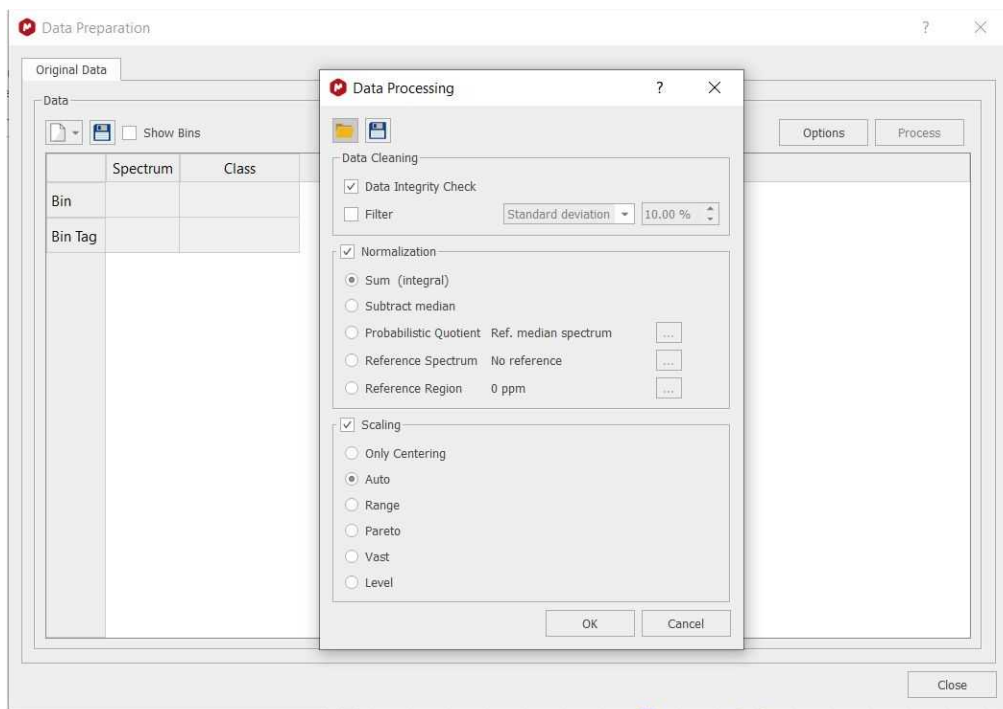 Data Preparation ? ×
Original Data
Data
Show Bins
Options Process
Spectrum Class
Bin
Bin Tag
Data Processing ? ×
Data Cleaning
Data Integrity Check
Filter Standard deviation 10.00 %
Normalization
Sum (integral)
Subtract median
Probabilistic Quotient Ref. median spectrum ...
Reference Spectrum No reference ...
Reference Region 0 ppm ...
Scaling
Only Centering
Auto
Range
Pareto
Vast
Level
OK Cancel
Close